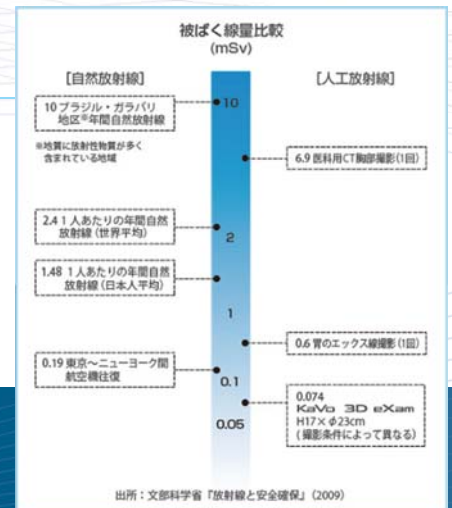 被ばく線量比較
(mSv)
[自然放射線]
[人工放射線]
10 ブラジル・ガラパリ
地区※年間自然放射線
※地質に放射性物質が多く
含まれている地域
10
6.9 医科用CT胸部撮影(1回)
2.4 1人あたりの年間自然
放射線(世界平均)
2
1.48 1人あたりの年間自然
放射線(日本人平均)
1
0.6 胃のエックス線撮影(1回)
0.19 東京～ニューヨーク間
航空機往復
0.1
0.074
KaVo 3D eXam
H17×φ23cm
(撮影条件によって異なる)
0.05
出所：文部科学省『放射線と安全確保』(2009)